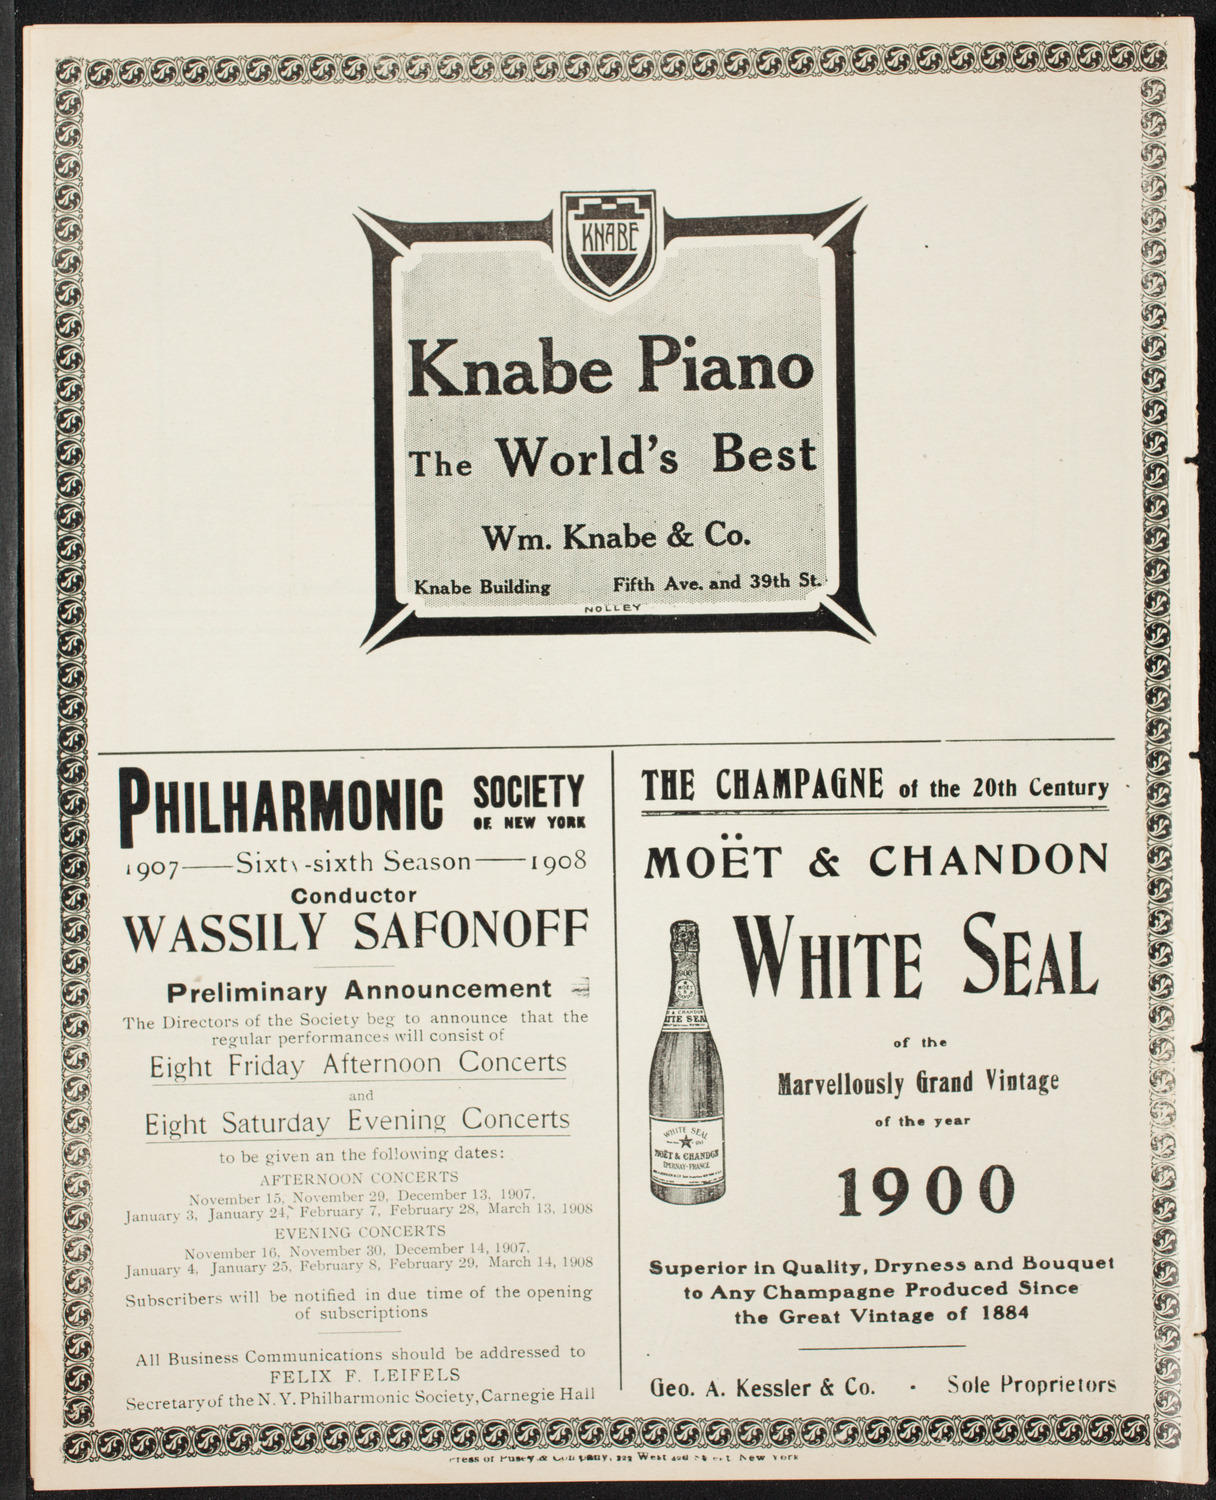 KNABE
Knabe Piano
The World's Best
Wm. Knabe & Co.
Knabe Building Fifth Ave. and 39th St.
NOLLEY
PHILHARMONIC SOCIETY
OF NEW YORK
1907——Sixty-sixth Season——1908
Conductor
WASSILY SAFONOFF
Preliminary Announcement
The Directors of the Society beg to announce that the
regular performances will consist of
Eight Friday Afternoon Concerts
and
Eight Saturday Evening Concerts
to be given an the following dates:
AFTERNOON CONCERTS
November 15, November 29, December 13, 1907,
January 3, January 24, February 7, February 28, March 13, 1908
EVENING CONCERTS
November 16, November 30, December 14, 1907,
January 4, January 25, February 8, February 29, March 14, 1908
Subscribers will be notified in due time of the opening
of subscriptions
All Business Communications should be addressed to
FELIX F. LEIFELS
Secretary of the N. Y. Philharmonic Society, Carnegie Hall
THE CHAMPAGNE of the 20th Century
MOËT & CHANDON
WHITE SEAL
of the
Marvellously Grand Vintage
of the year
1900
WHITE SEAL
MOËT & CHANDON
EPERNAY-FRANCE
Superior in Quality, Dryness and Bouquet
to Any Champagne Produced Since
the Great Vintage of 1884
Geo. A. Kessler & Co. · Sole Proprietors
Press of Pusey & Company, West New York